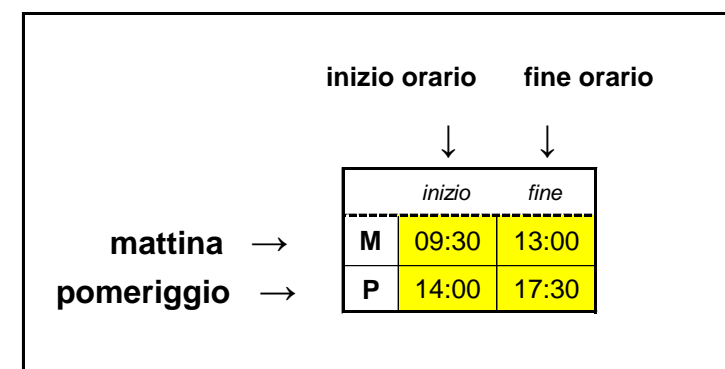 inizio orario fine orario
↓ ↓
inizio fine
mattina → M 09:30 13:00
pomeriggio → P 14:00 17:30